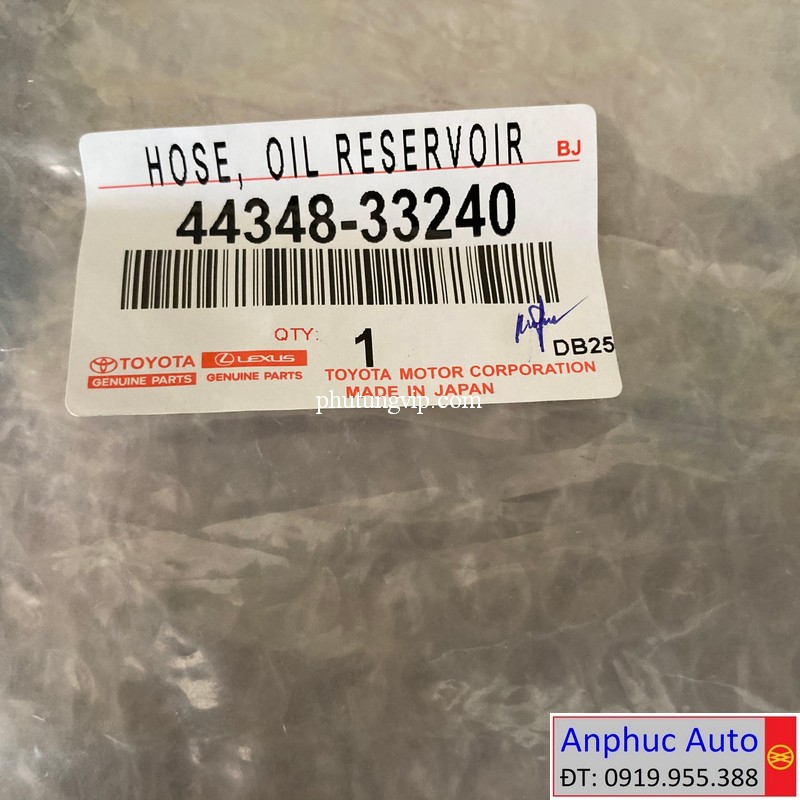 HOSE, OIL RESERVOIR
BJ
44348-33240
QTY: 1
DB25
TOYOTA
GENUINE PARTS
LEXUS
GENUINE PARTS
TOYOTA MOTOR CORPORATION
MADE IN JAPAN
phutungvip.com
Anphuc Auto
ĐT: 0919.955.388